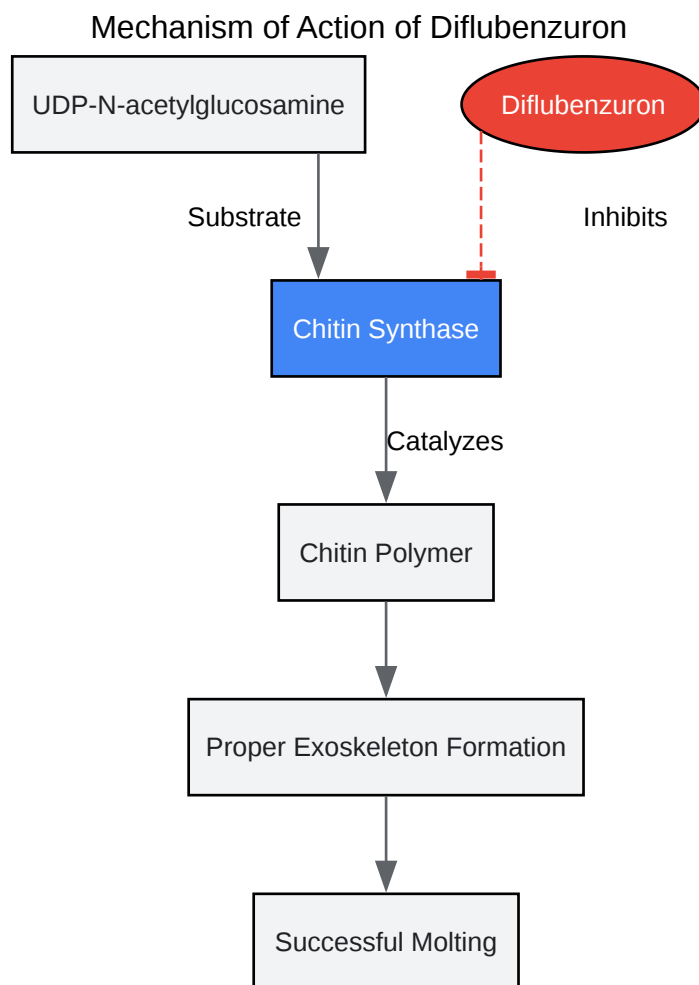 Mechanism of Action of Diflubenzuron
UDP-N-acetylglucosamine
Diflubenzuron
Substrate
Inhibits
Chitin Synthase
Catalyzes
Chitin Polymer
Proper Exoskeleton Formation
Successful Molting